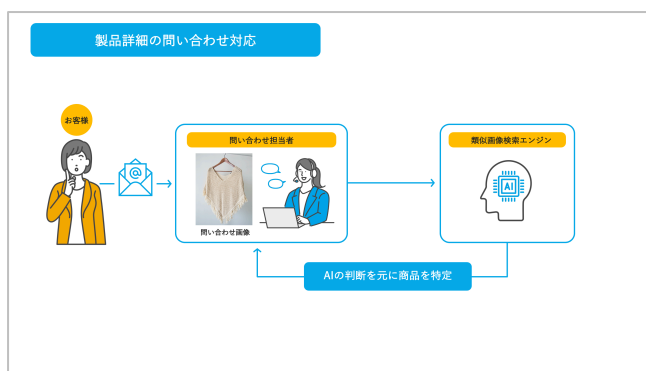 製品詳細の問い合わせ対応
お客様
@
問い合わせ担当者
問い合わせ画像
類似画像検索エンジン
AI
AIの判断を元に商品を特定